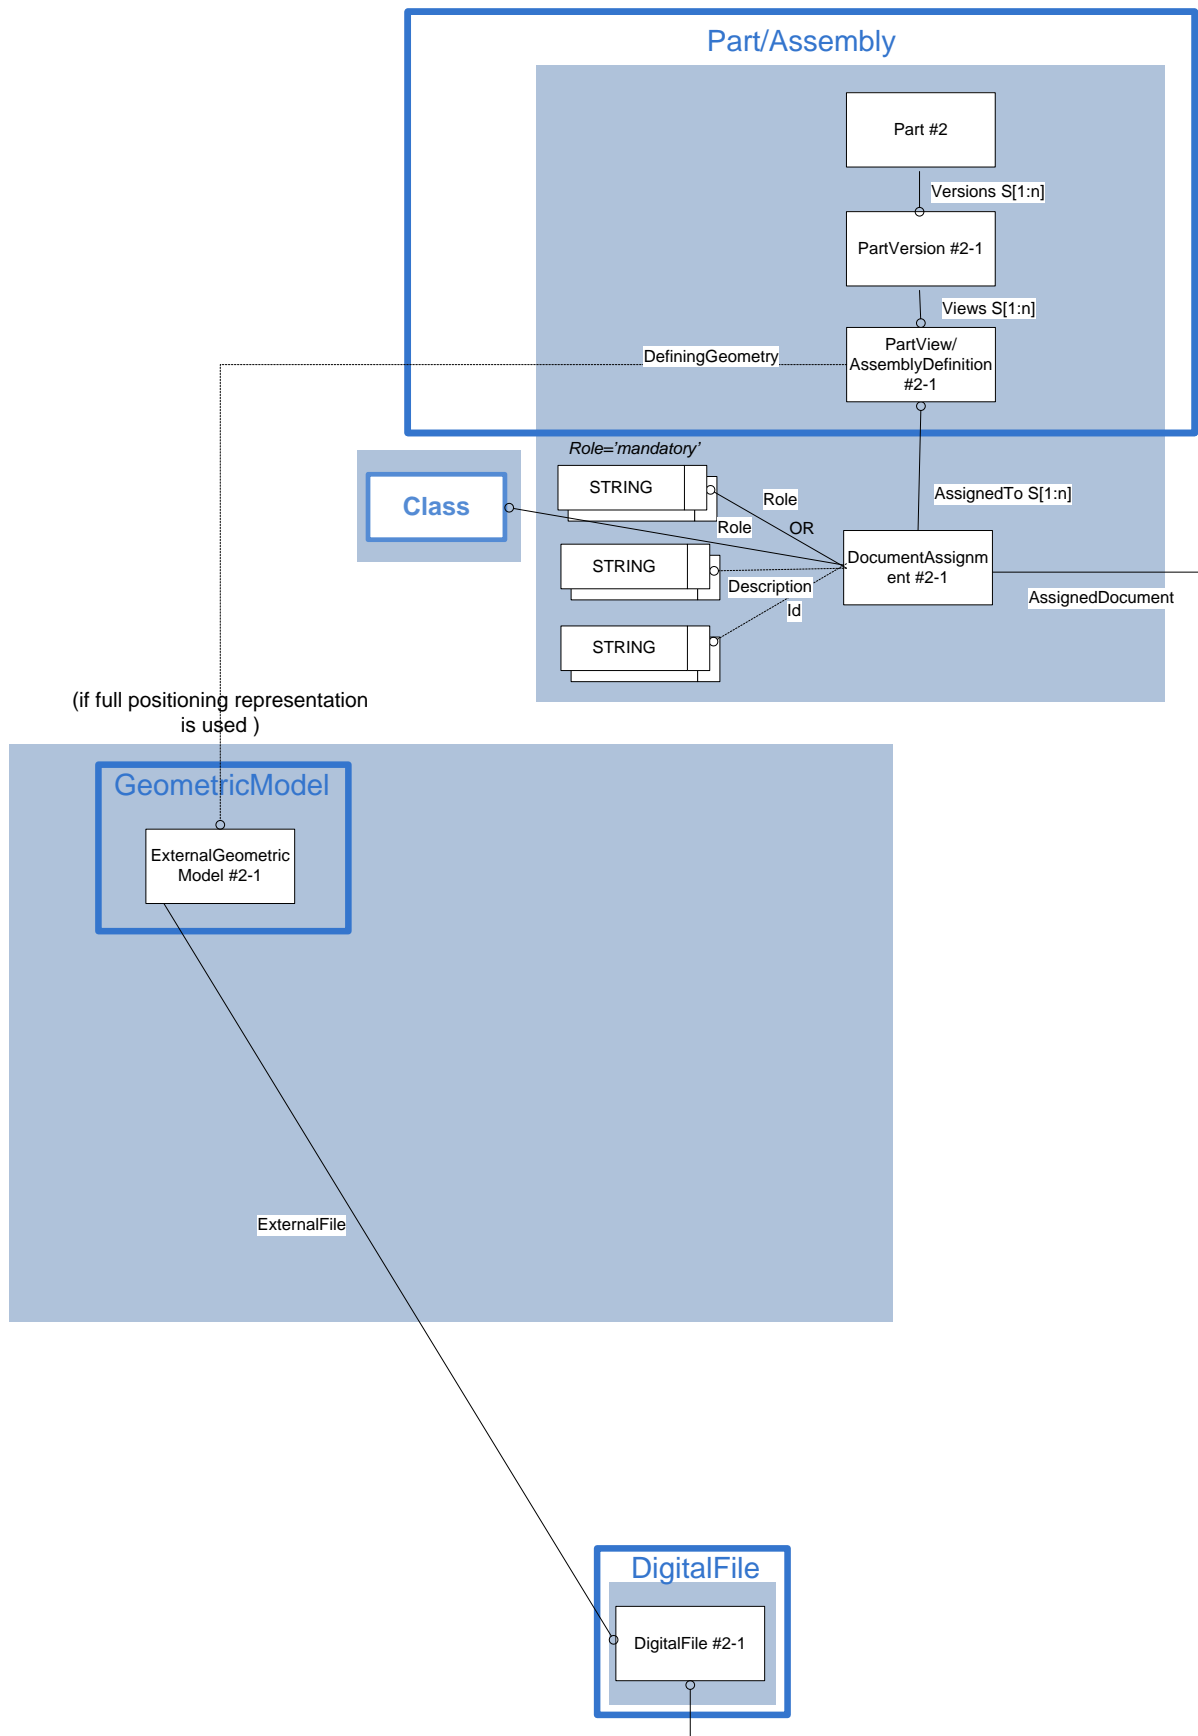 Part/Assembly
Part #2
Versions S[1:n]
PartVersion #2-1
Views S[1:n]
PartView/
AssemblyDefinition
#2-1
DefiningGeometry
Role='mandatory'
STRING
Class
Role
Role
OR
AssignedTo S[1:n]
DocumentAssignm
ent #2-1
STRING
Description
Id
AssignedDocument
STRING
(if full positioning representation
is used )
GeometricModel
ExternalGeometric
Model #2-1
ExternalFile
DigitalFile
DigitalFile #2-1